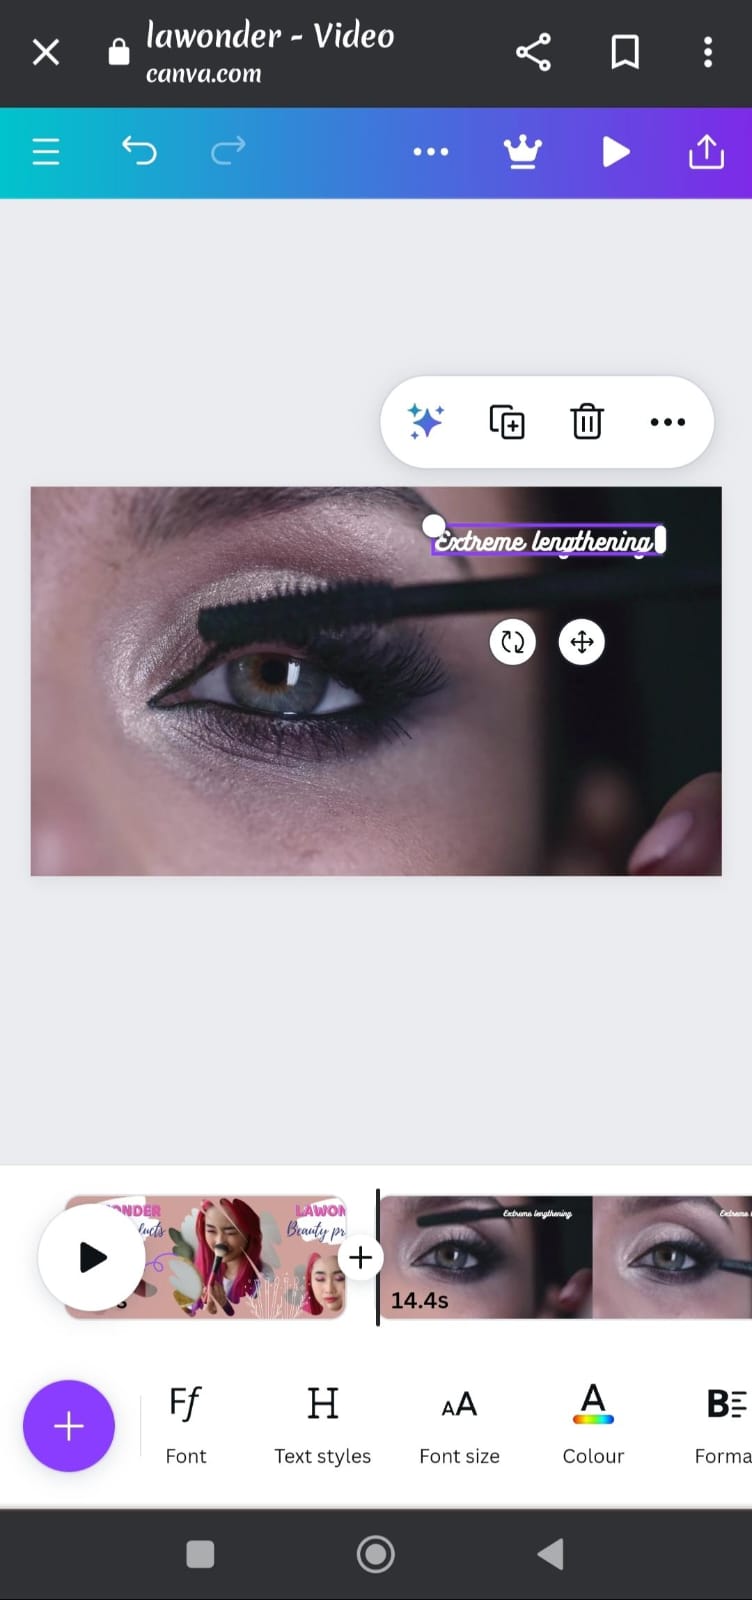 lawonder - Video
canva.com
Extreme lengthening
NDER
LAWON
Beauty pr
Extreme lengthening
Extreme l
14.4s
Ff
H
AA
A
B
Font
Text styles
Font size
Colour
Forma